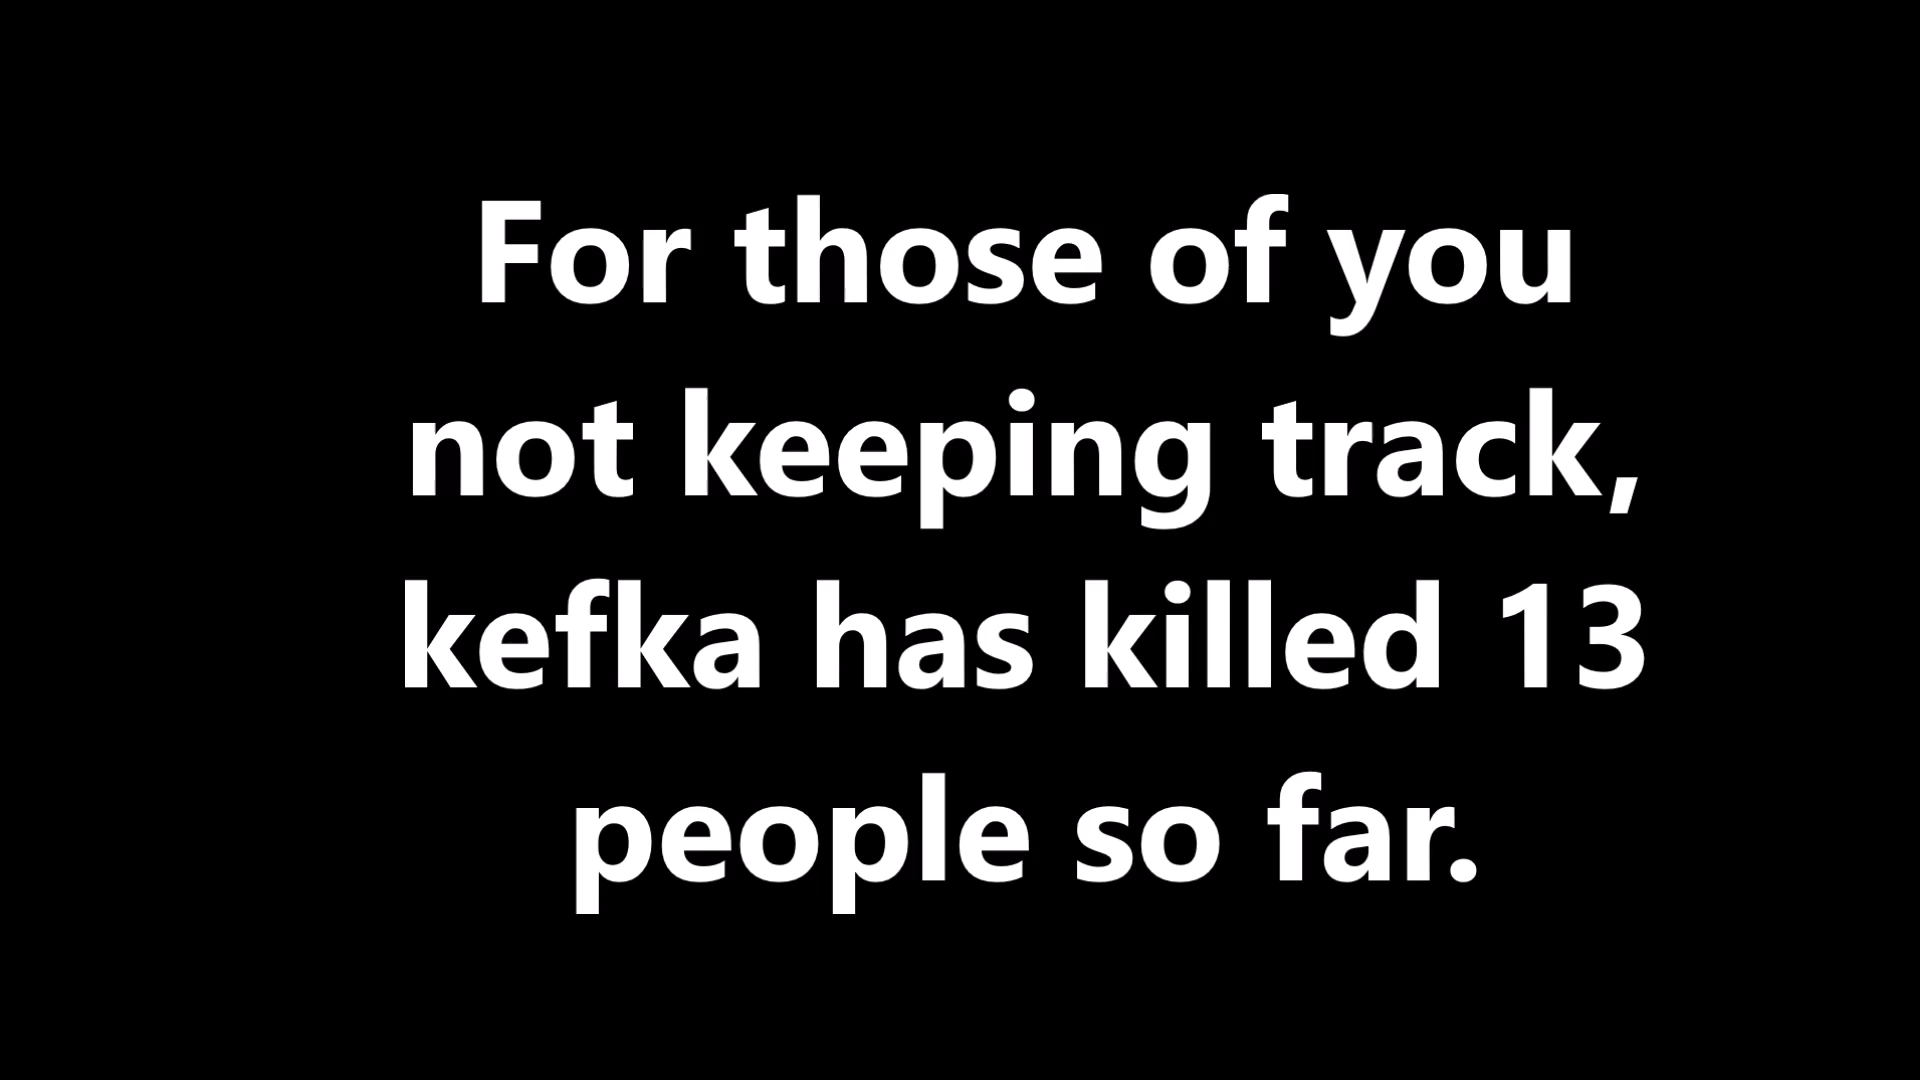 For those of you
not keeping track,
kefka has killed 13
people so far.